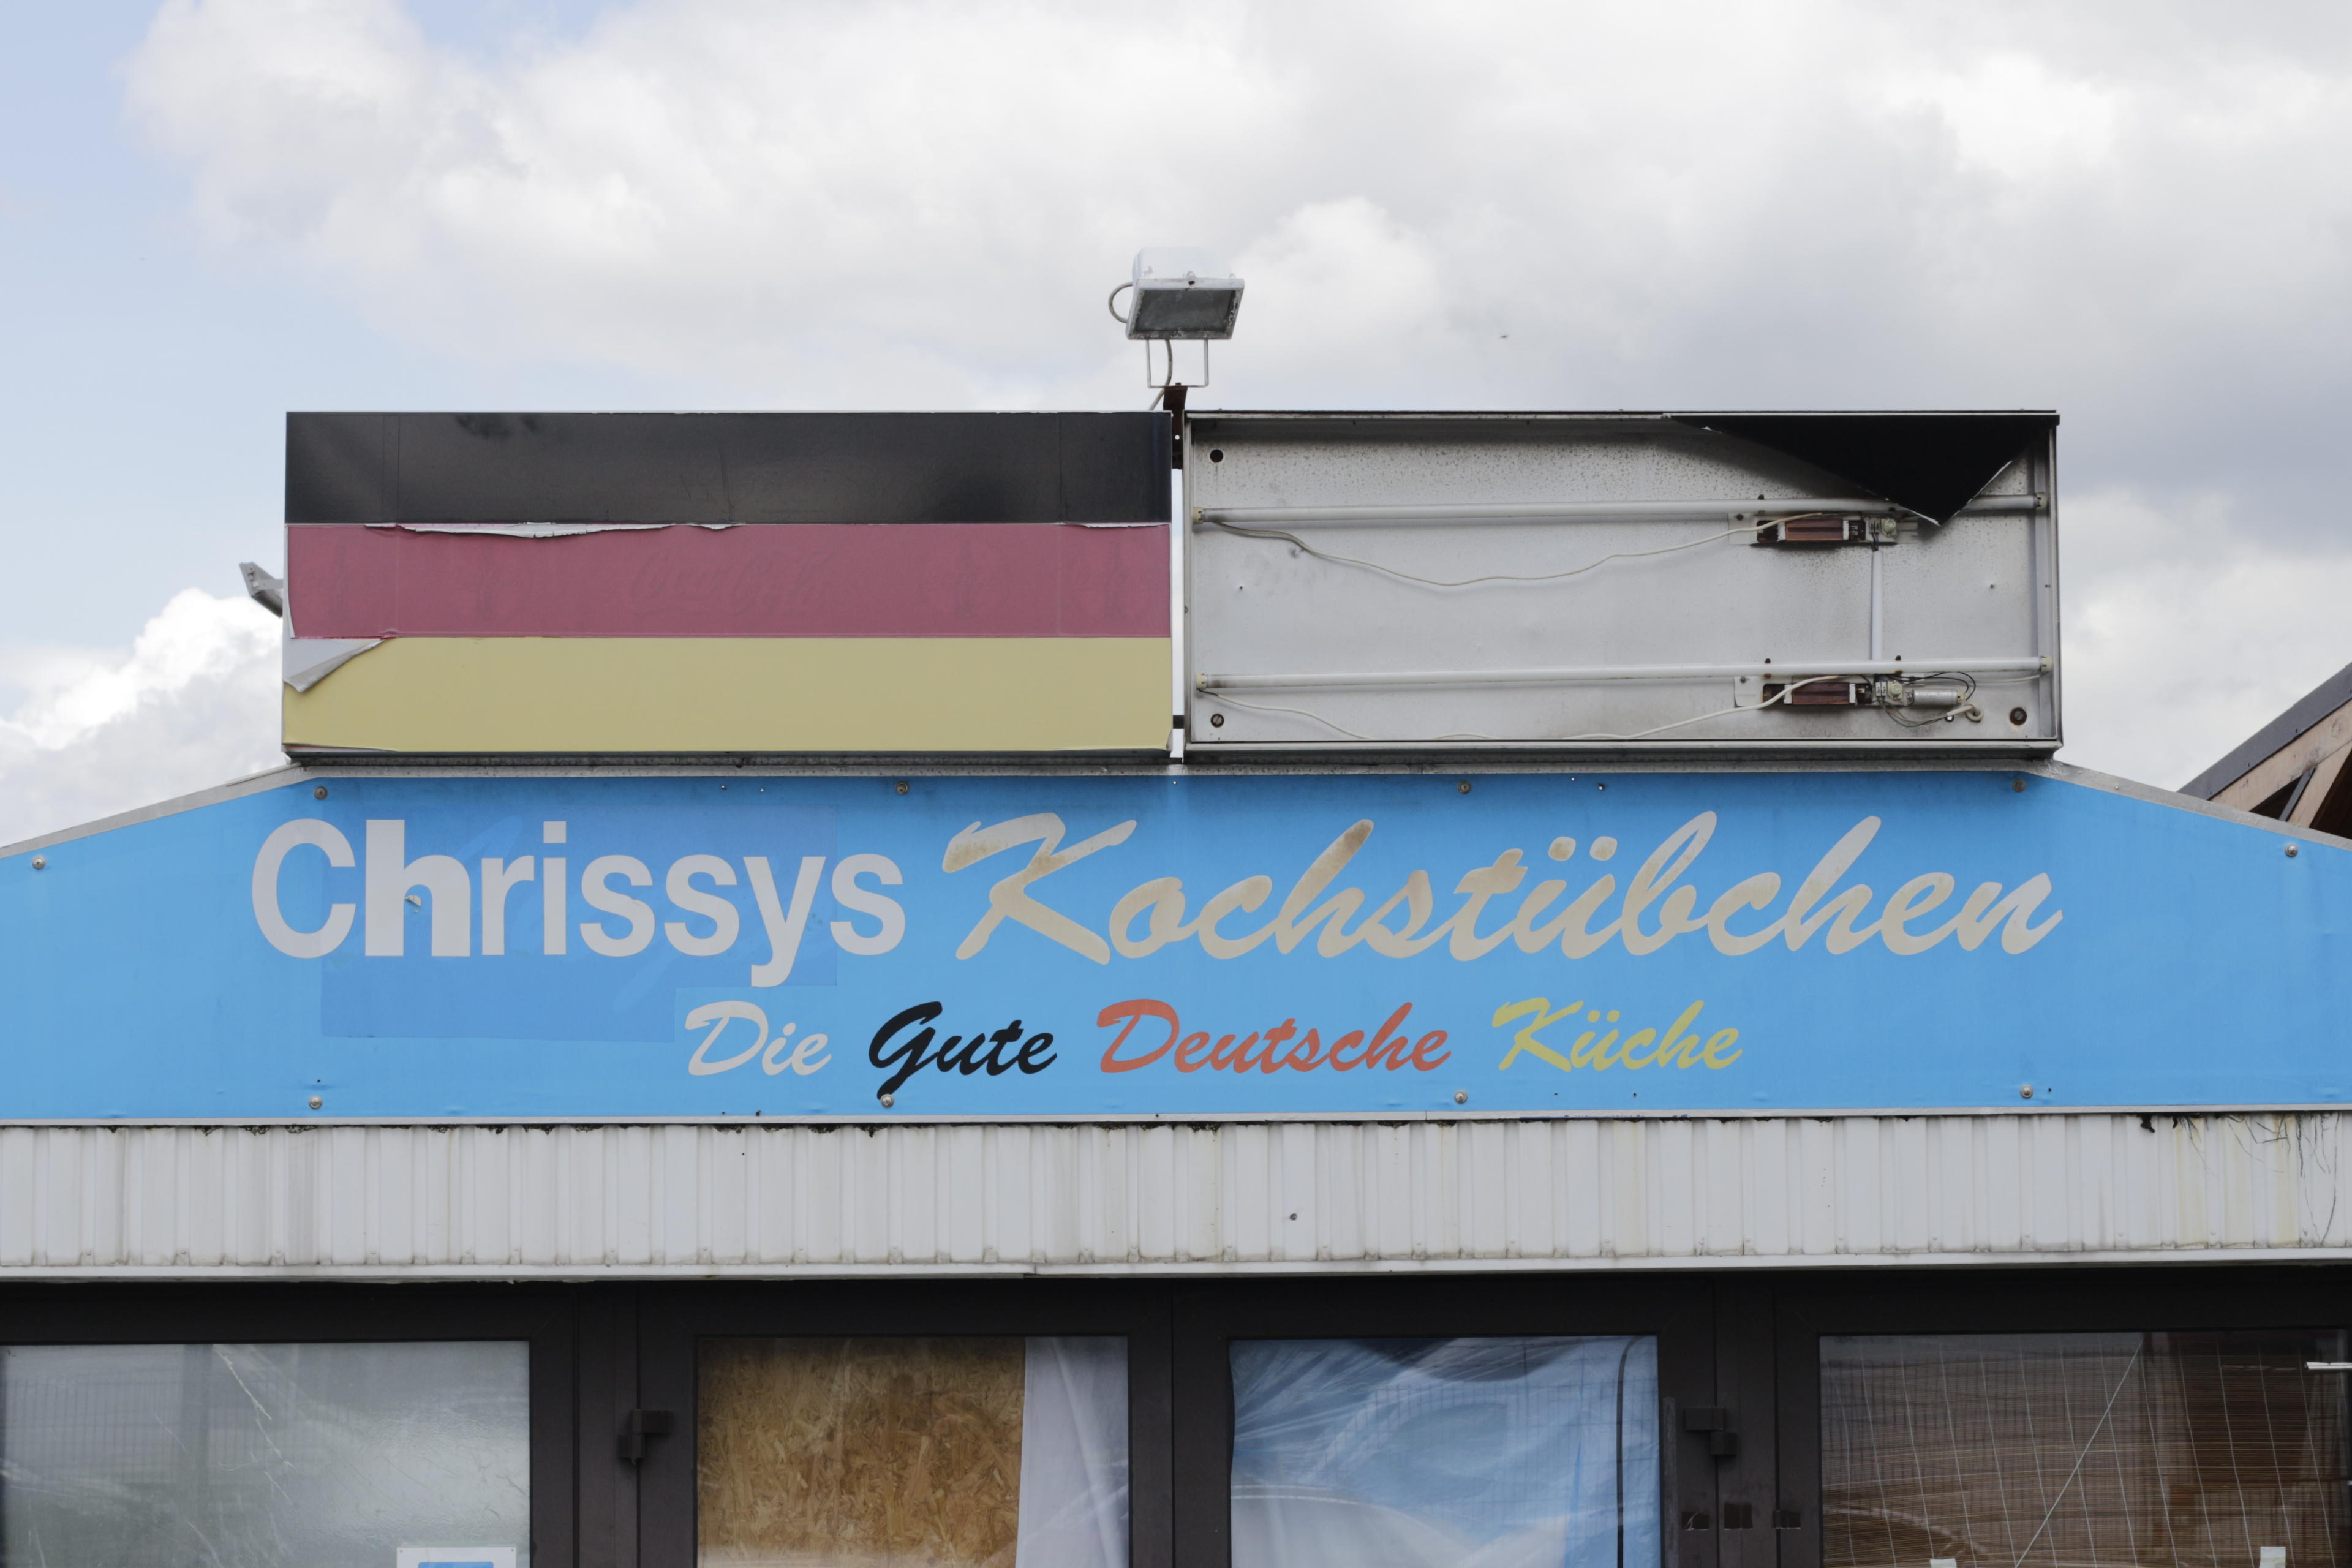 Chrissys Kochstübchen
Die Gute Deutsche Küche